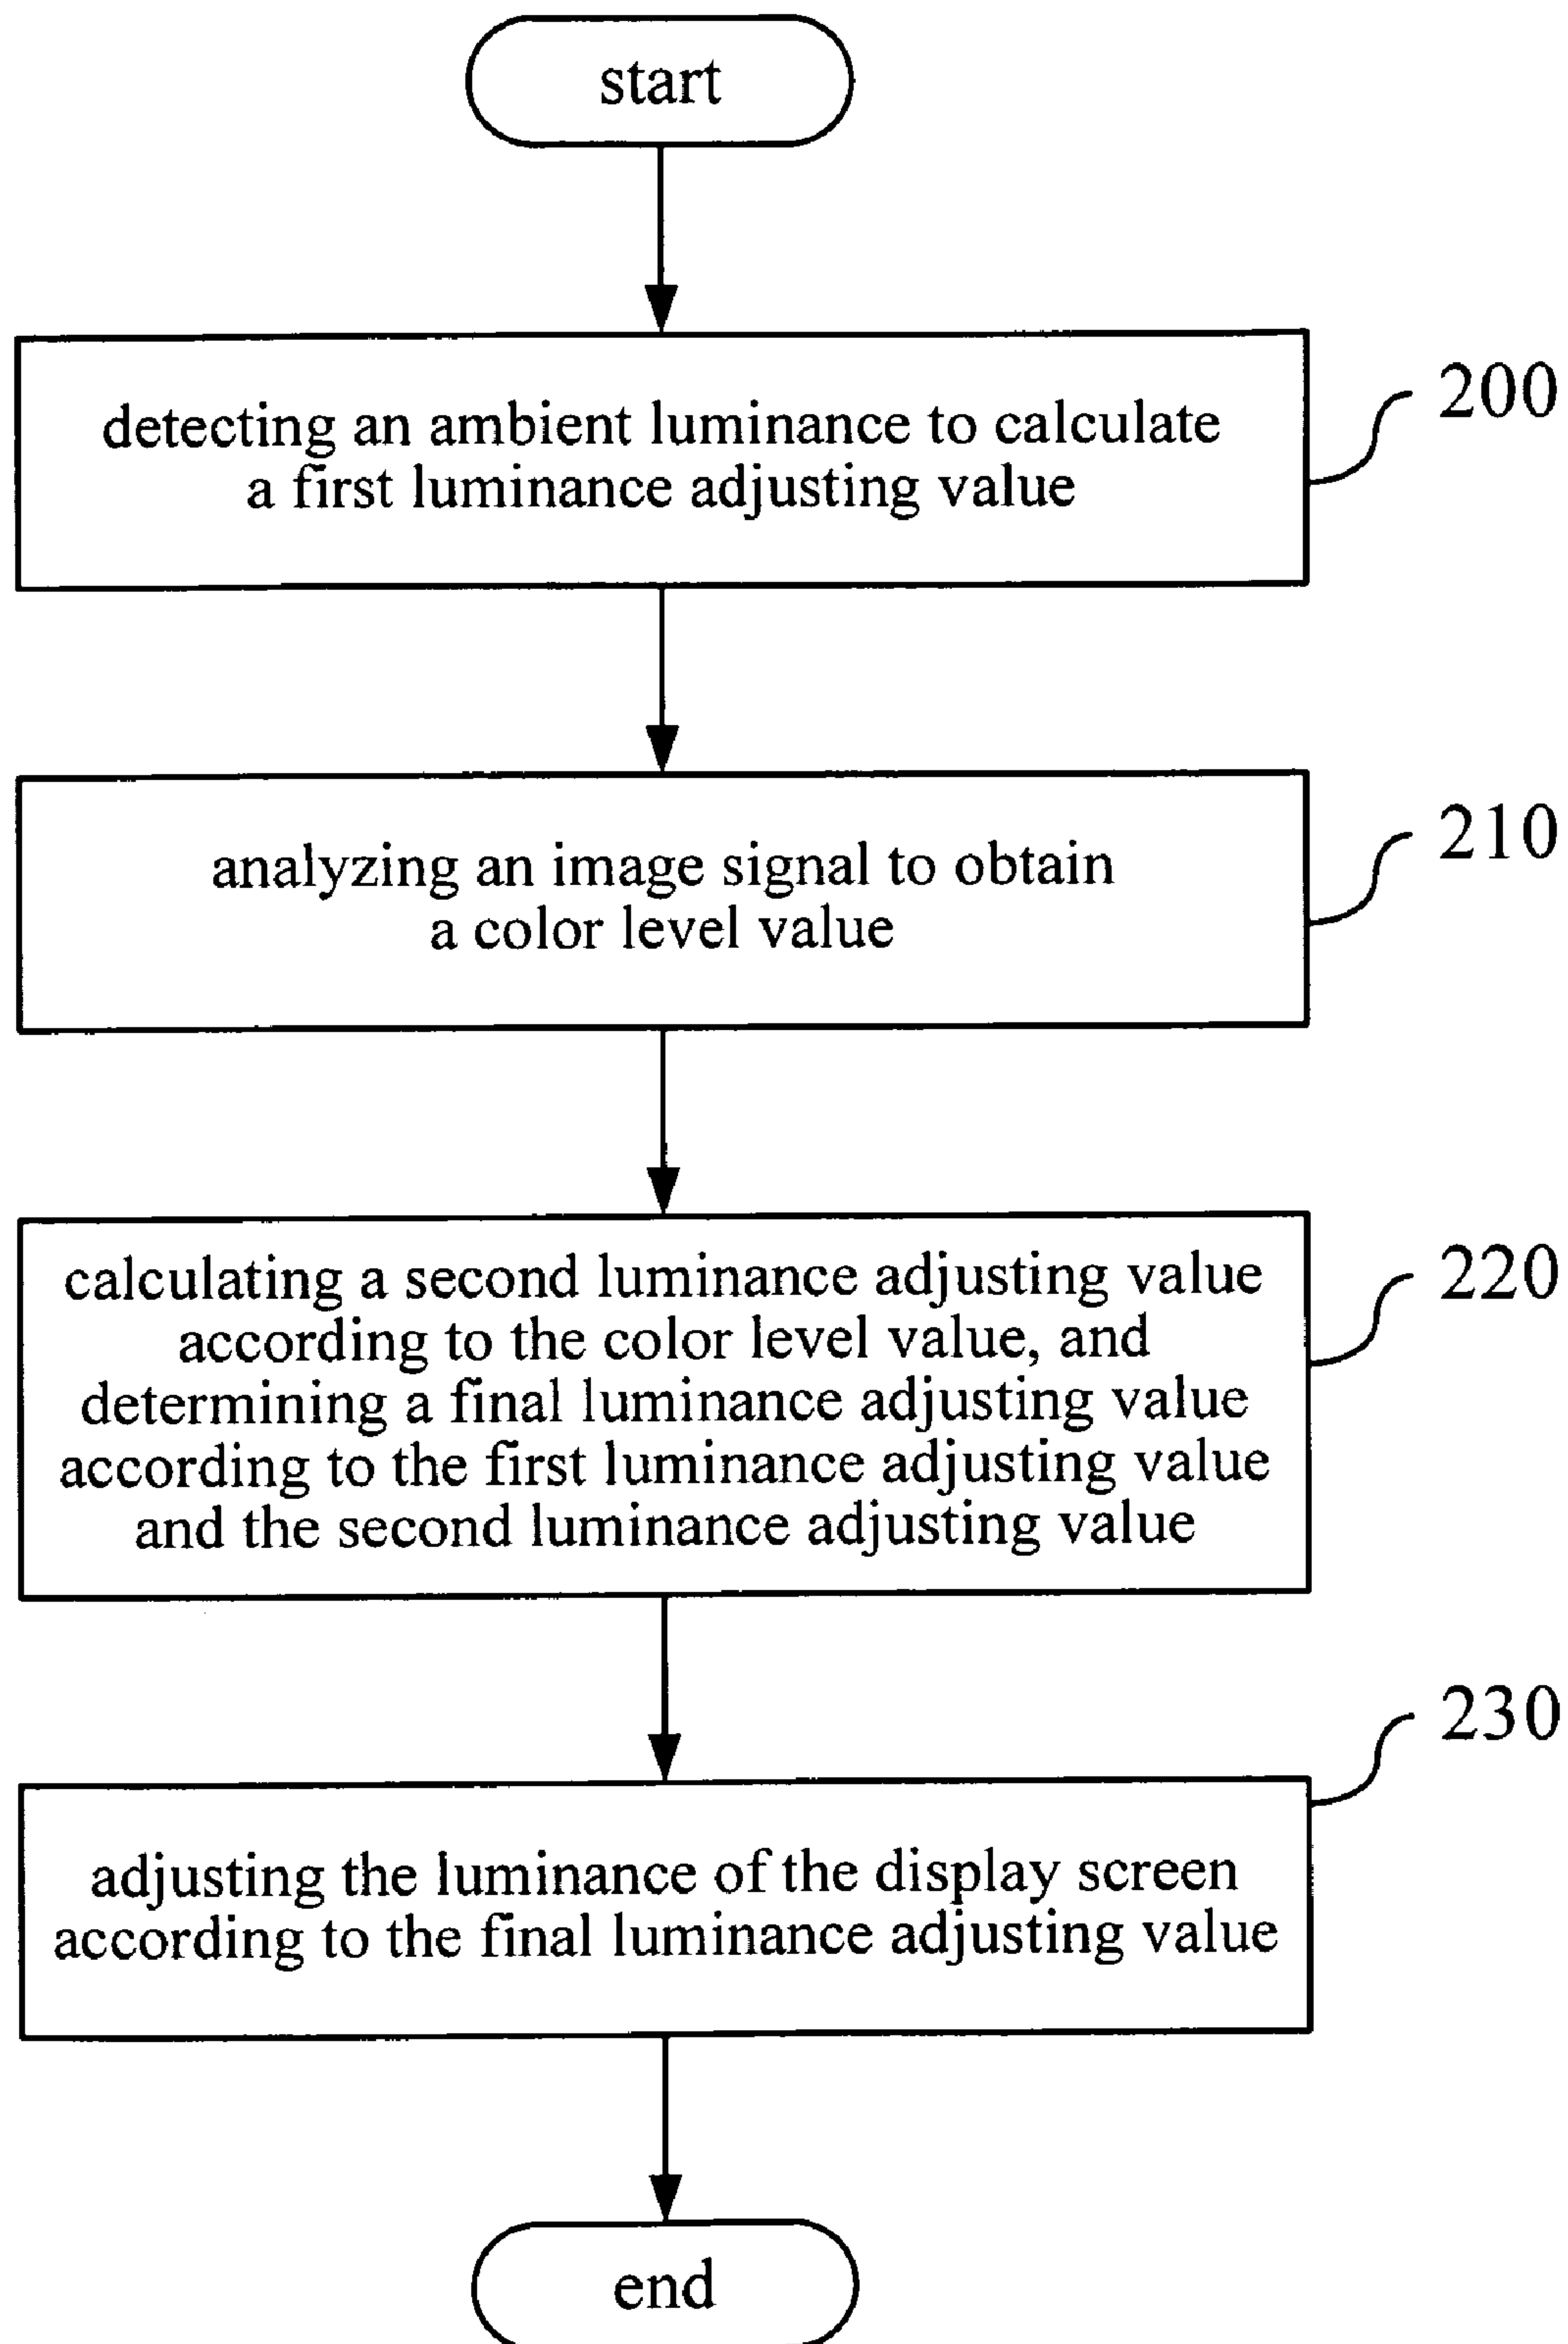 start
detecting an ambient luminance to calculate
a first luminance adjusting value
200
analyzing an image signal to obtain
a color level value
210
calculating a second luminance adjusting value
according to the color level value, and
determining a final luminance adjusting value
according to the first luminance adjusting value
and the second luminance adjusting value
220
adjusting the luminance of the display screen
according to the final luminance adjusting value
230
end